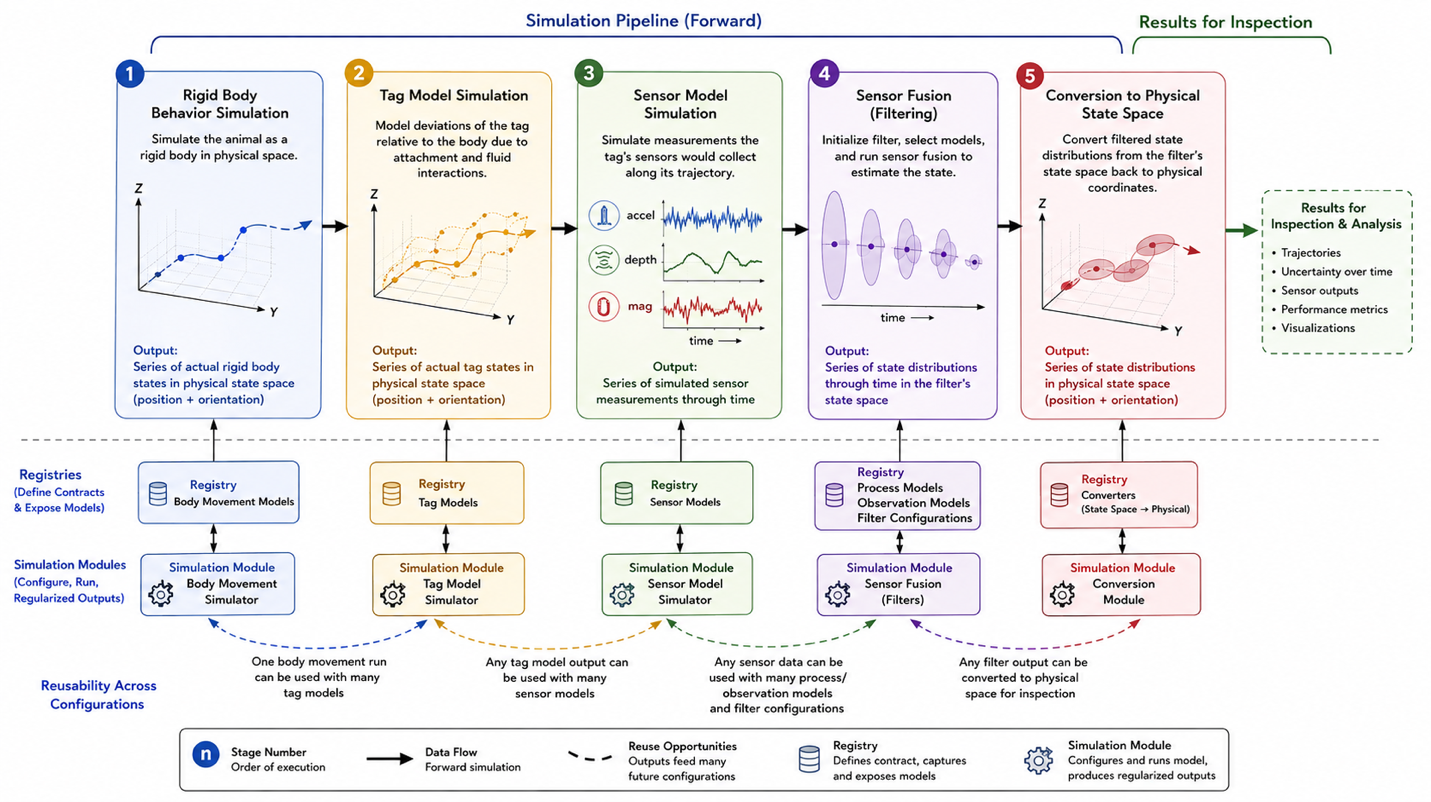 Simulation Pipeline (Forward)
Results for Inspection
1
Rigid Body
Behavior Simulation
Simulate the animal as a
rigid body in physical space.
Z
Y
Output:
Series of actual rigid body
states in physical state space
(position + orientation)
2
Tag Model Simulation
Model deviations of the tag
relative to the body due to
attachment and fluid
interactions.
Z
Y
Output:
Series of actual tag states in
physical state space
(position + orientation)
3
Sensor Model
Simulation
Simulate measurements the
tag's sensors would collect
along its trajectory.
accel
depth
mag
time
Output:
Series of simulated sensor
measurements through time
4
Sensor Fusion
(Filtering)
Initialize filter, select models,
and run sensor fusion to
estimate the state.
time
Output:
Series of state distributions
through time in the filter's
state space
5
Conversion to Physical
State Space
Convert filtered state
distributions from the filter's
state space back to physical
coordinates.
Z
Y
Output:
Series of state distributions
in physical state space
(position + orientation)
Results for
Inspection & Analysis
• Trajectories
• Uncertainty over time
• Sensor outputs
• Performance metrics
• Visualizations
Registries
(Define Contracts
& Expose Models)
Registry
Body Movement Models
Registry
Tag Models
Registry
Sensor Models
Registry
Process Models
Observation Models
Filter Configurations
Registry
Converters
(State Space → Physical)
Simulation Modules
(Configure, Run,
Regularized Outputs)
Simulation Module
Body Movement
Simulator
Simulation Module
Tag Model
Simulator
Simulation Module
Sensor Model
Simulator
Simulation Module
Sensor Fusion
(Filters)
Simulation Module
Conversion
Module
Reusability Across
Configurations
One body movement run
can be used with many
tag models
Any tag model output can
be used with many
sensor models
Any sensor data can be
used with many process/
observation models
and filter configurations
Any filter output can be
converted to physical
space for inspection
n
Stage Number
Order of execution
Data Flow
Forward simulation
Reuse Opportunities
Outputs feed many
future configurations
Registry
Defines contract, captures
and exposes models
Simulation Module
Configures and runs model,
produces regularized outputs